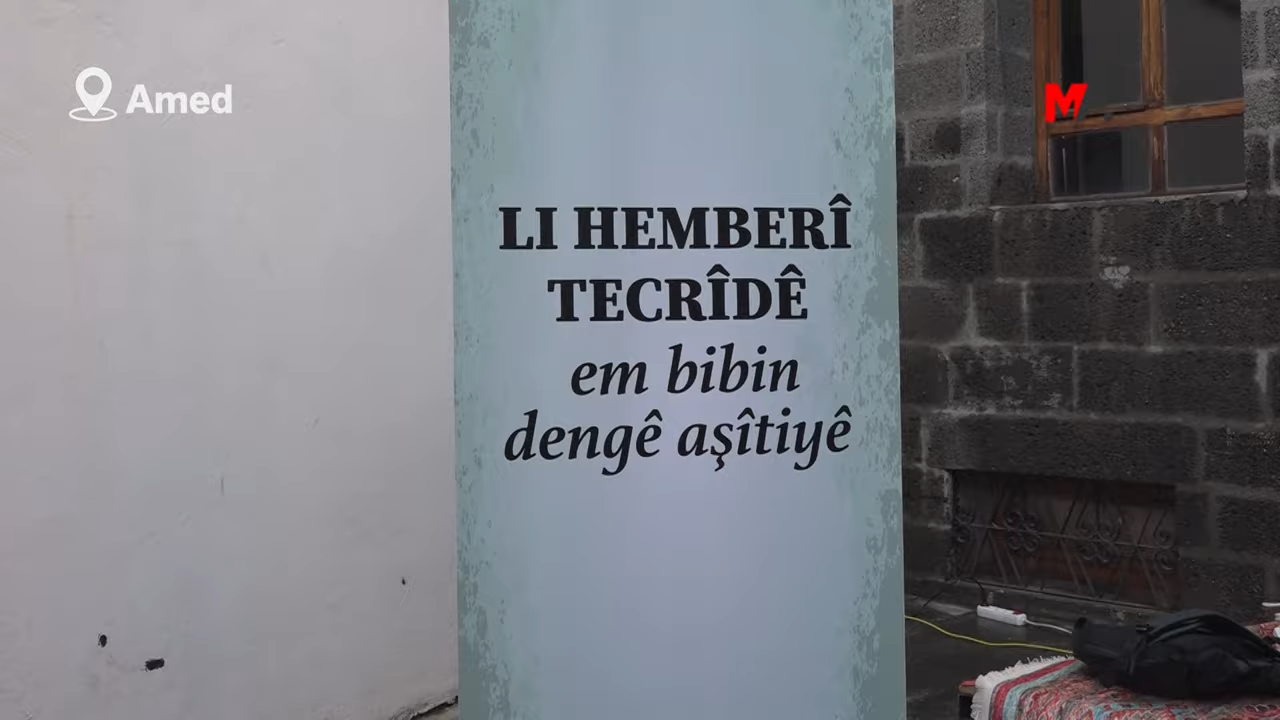 Amed
M
LI HEMBERÎ
TECRÎDÊ
em bibin
dengê aşîtiyê